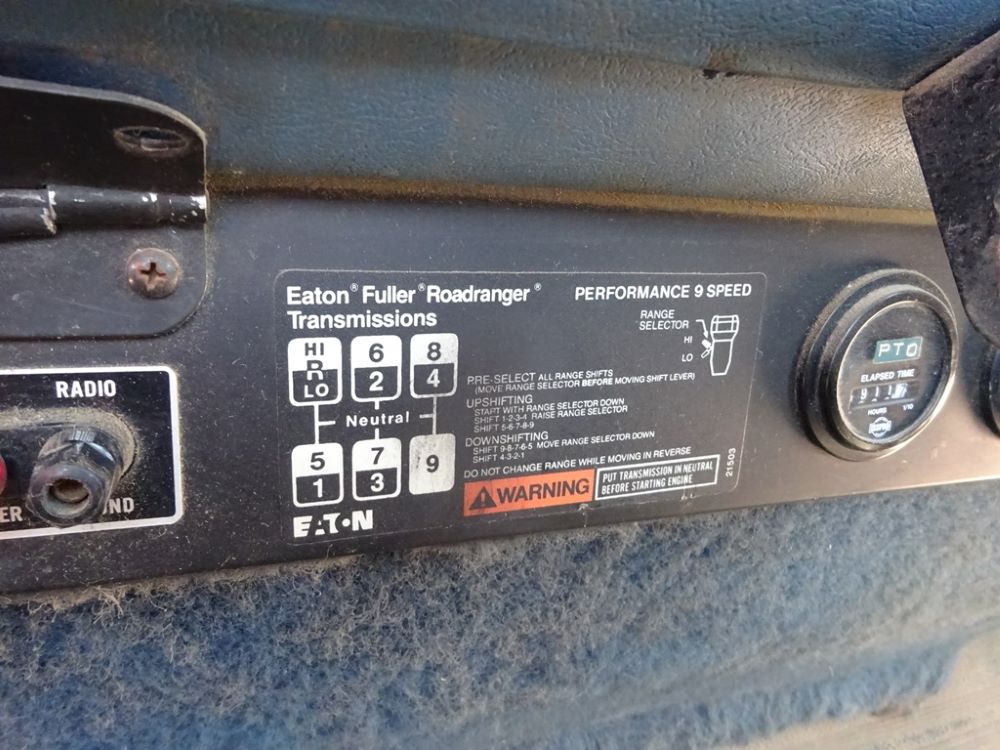 RADIO
ER
ND
Eaton® Fuller® Roadranger®
Transmissions
PERFORMANCE 9 SPEED
HI
R
LO
6
2
8
4
Neutral
5
1
7
3
9
EATON
RANGE
SELECTOR
HI
LO
PRE-SELECT ALL RANGE SHIFTS
(MOVE RANGE SELECTOR BEFORE MOVING SHIFT LEVER)
UPSHIFTING
START WITH RANGE SELECTOR DOWN
SHIFT 1-2-3-4 RAISE RANGE SELECTOR
SHIFT 5-6-7-8-9
DOWNSHIFTING
SHIFT 9-8-7-6-5 MOVE RANGE SELECTOR DOWN
SHIFT 4-3-2-1
DO NOT CHANGE RANGE WHILE MOVING IN REVERSE
WARNING
PUT TRANSMISSION IN NEUTRAL
BEFORE STARTING ENGINE
21503
PTO
ELAPSED TIME
HOURS 1/10